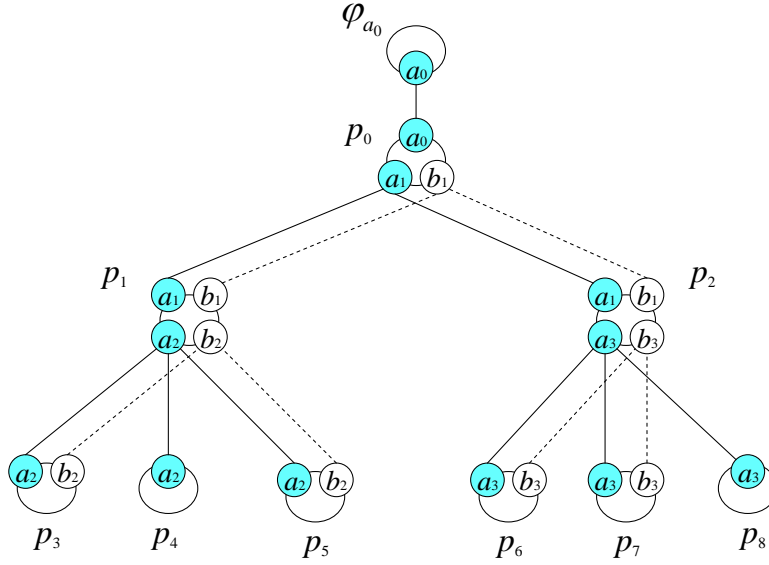 φa₀
a₀
p₀ a₀
a₁ b₁
p₁ a₁ b₁ a₁ b₁ p₂
a₂ b₂ a₃ b₃
a₂ b₂ a₂ a₂ b₂ a₃ b₃ a₃ b₃ a₃
p₃ p₄ p₅ p₆ p₇ p₈